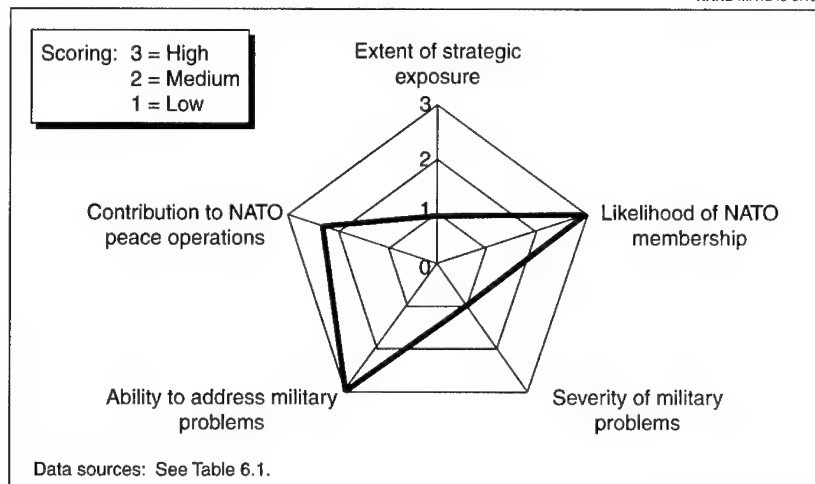 Scoring: 3 = High
2 = Medium
1 = Low
Extent of strategic
exposure
3
2
1
0
Contribution to NATO
peace operations
Likelihood of NATO
membership
Ability to address military
problems
Severity of military
problems
Data sources: See Table 6.1.